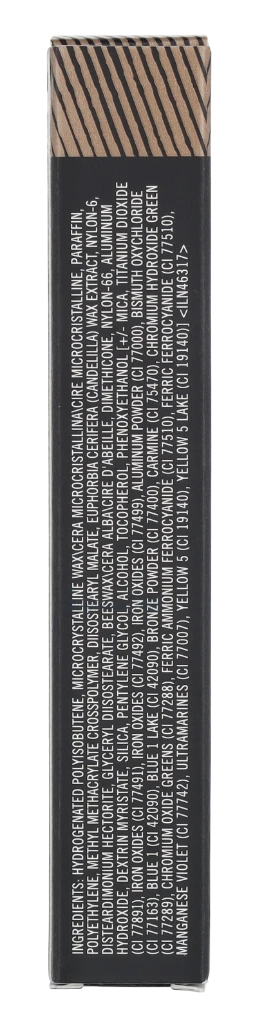 INGREDIENTS: HYDROGENATED POLYISOBUTENE, MICROCRYSTALLINE WAX\CERA MICROCRISTALLINA\CIRE MICROCRISTALLINE, PARAFFIN,
POLYETHYLENE, METHYL METHACRYLATE CROSSPOLYMER, DIISOSTEARYL MALATE, EUPHORBIA CERIFERA (CANDELILLA) WAX EXTRACT, NYLON-6,
DISTEARDIMONIUM HECTORITE, GLYCERYL DIISOSTEARATE, BEESWAX\CERA ALBA\CIRE D'ABEILLE, DIMETHICONE, NYLON-66, ALUMINUM
HYDROXIDE, DEXTRIN MYRISTATE, SILICA, PENTYLENE GLYCOL, ALCOHOL, TOCOPHEROL, PHENOXYETHANOL [+/- MICA, TITANIUM DIOXIDE
(CI 77891), IRON OXIDES (CI 77491), IRON OXIDES (CI 77492), IRON OXIDES (CI 77499), ALUMINUM POWDER (CI 77000), BISMUTH OXYCHLORIDE
(CI 77163), BLUE 1 LAKE (CI 42090), BLUE 1 (CI 42090), BRONZE POWDER (CI 77400), CARMINE (CI 75470), CHROMIUM HYDROXIDE GREEN
(CI 77289), CHROMIUM OXIDE GREENS (CI 77288), FERRIC AMMONIUM FERROCYANIDE (CI 77510), FERRIC FERROCYANIDE (CI 77510),
MANGANESE VIOLET (CI 77742), ULTRAMARINES (CI 77007), YELLOW 5 (CI 19140), YELLOW 5 LAKE (CI 19140)] <ILN46317>